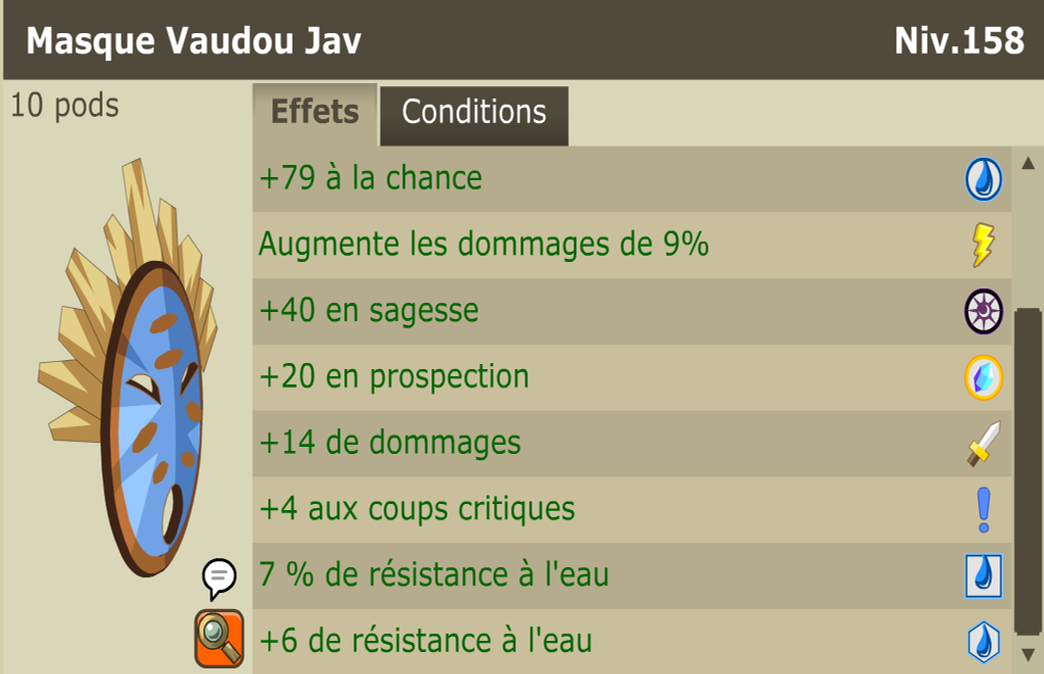 Masque Vaudou Jav
Niv.158
10 pods
Effets
Conditions
+79 à la chance
Augmente les dommages de 9%
+40 en sagesse
+20 en prospection
+14 de dommages
+4 aux coups critiques
7 % de résistance à l'eau
+6 de résistance à l'eau